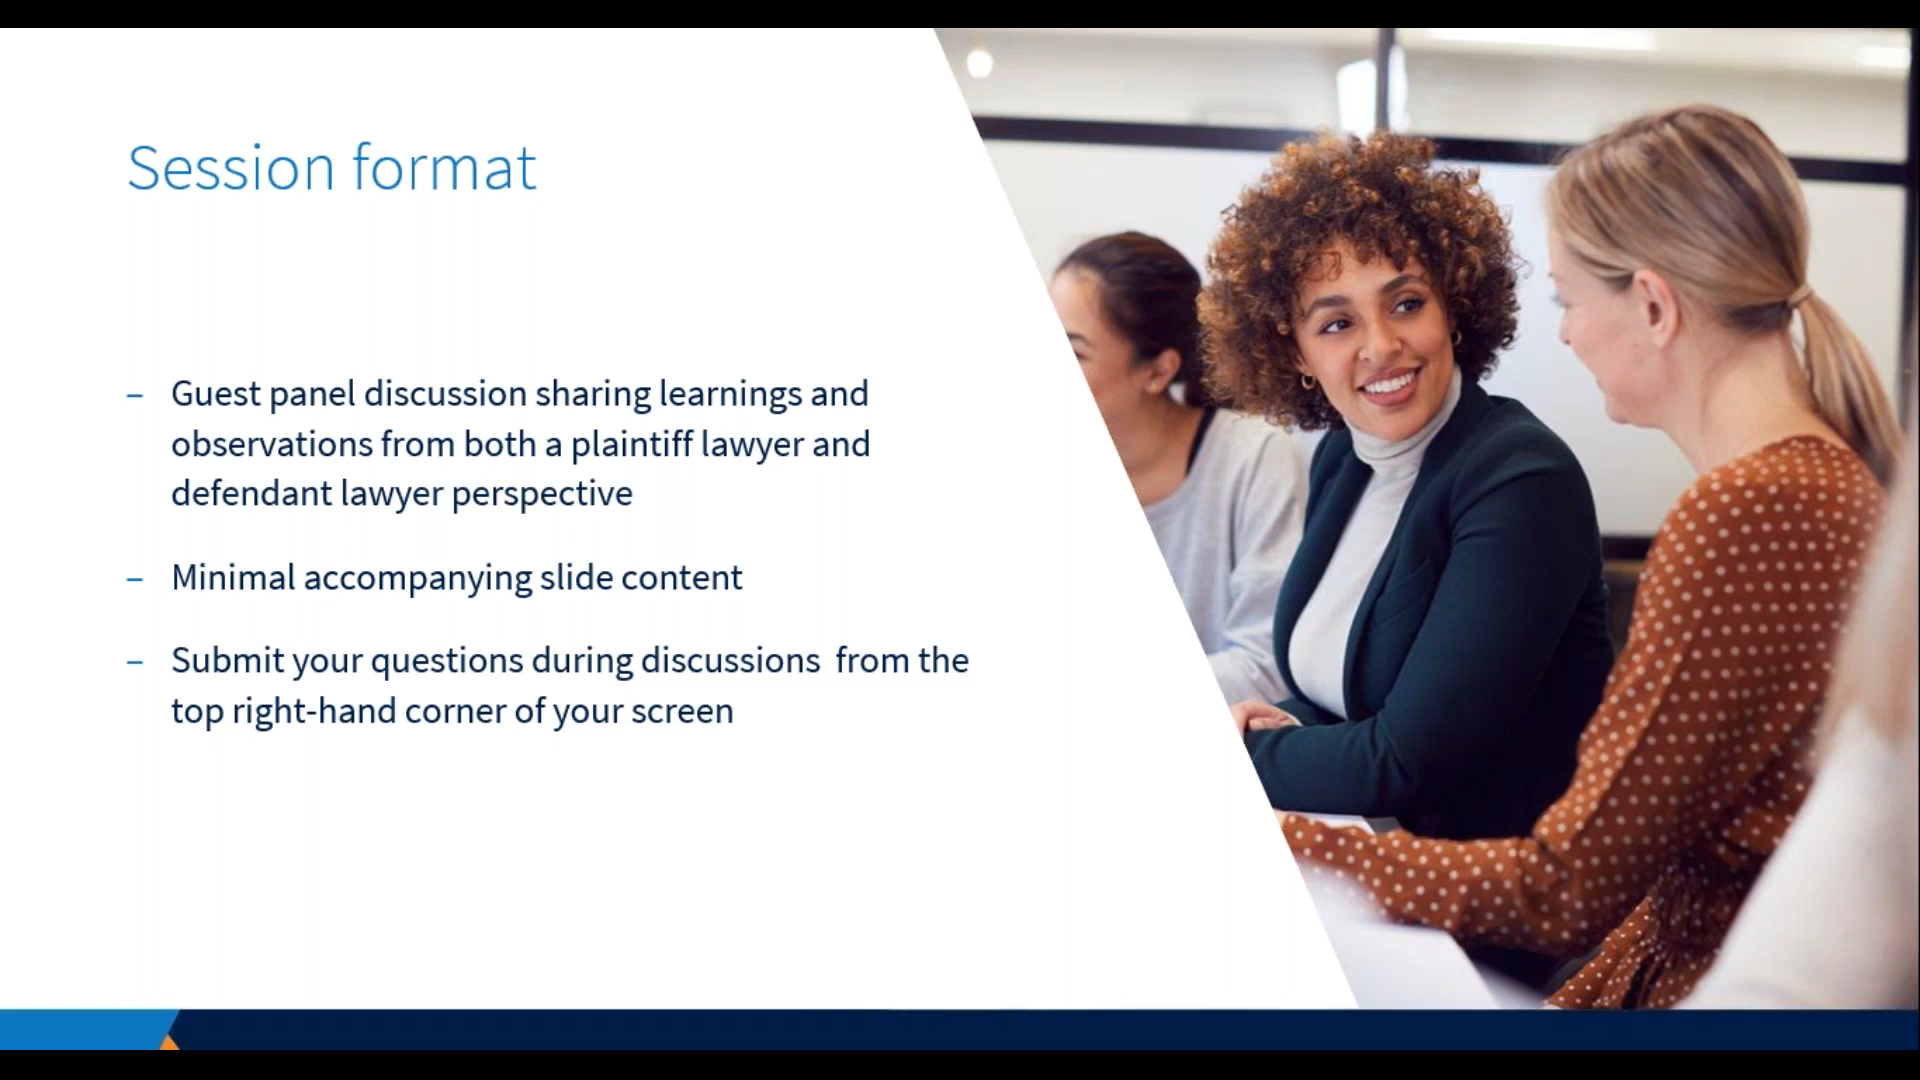 Session format
– Guest panel discussion sharing learnings and
observations from both a plaintiff lawyer and
defendant lawyer perspective
– Minimal accompanying slide content
– Submit your questions during discussions  from the
top right-hand corner of your screen